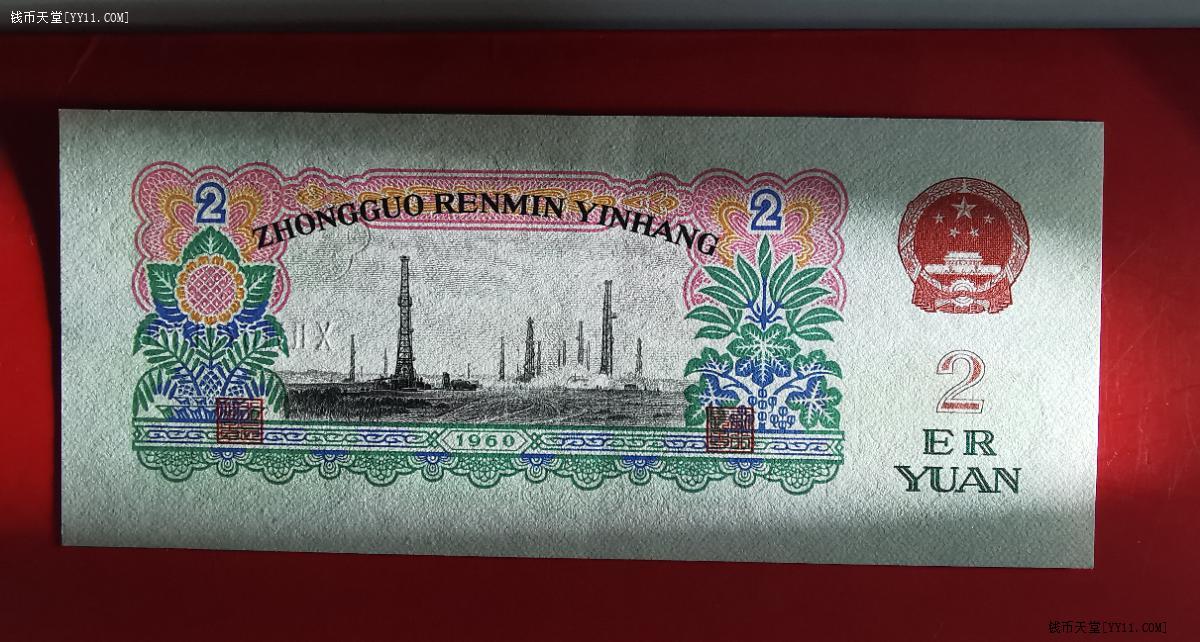 钱币天堂[YY11.COM]
2
ZHONGGUO RENMIN YINHANG
2
1960
2
ER
YUAN
钱币天堂[YY11.COM]